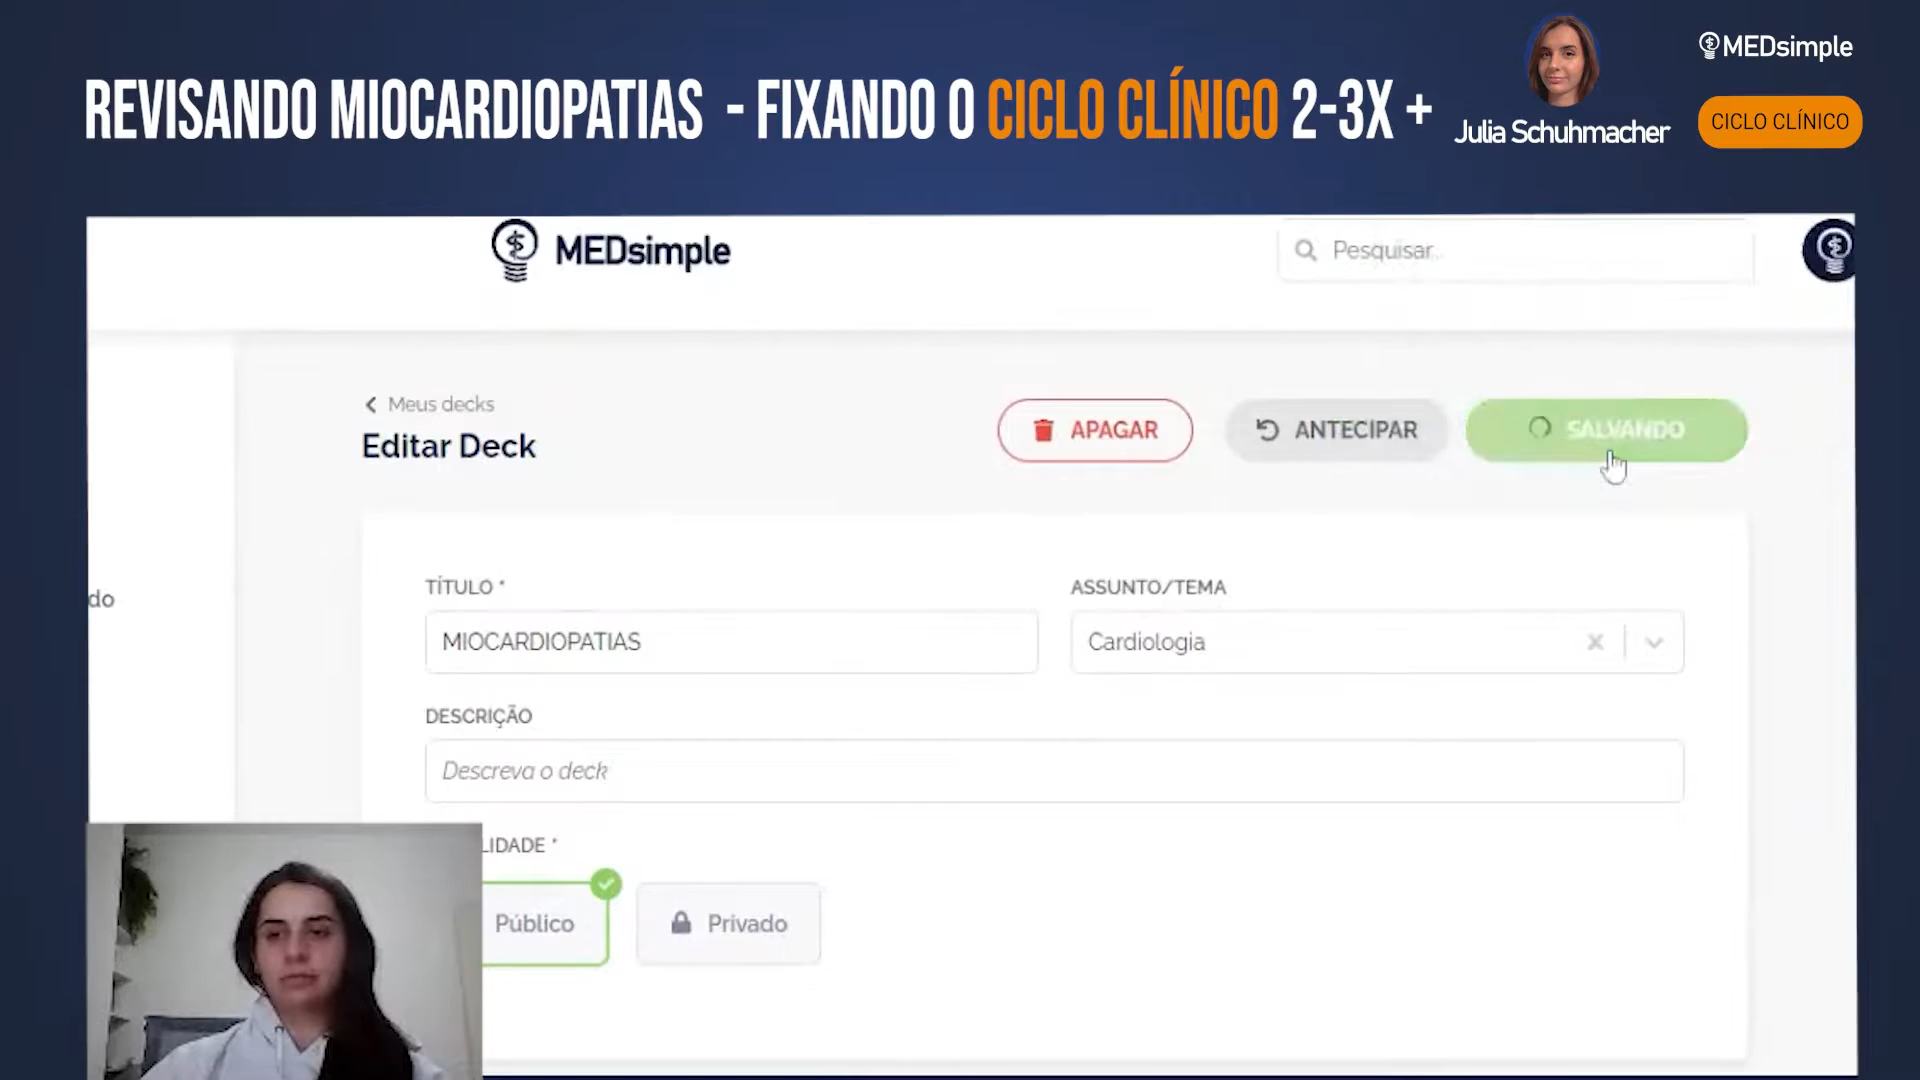 REVISANDO MIOCARDIOPATIAS - FIXANDO O CICLO CLÍNICO 2-3X +
Julia Schuhmacher
MEDsimple
CICLO CLÍNICO
MEDsimple
Pesquisar...
Meus decks
Editar Deck
APAGAR
ANTECIPAR
SALVANDO
do
TÍTULO *
ASSUNTO/TEMA
MIOCARDIOPATIAS
Cardiologia
DESCRIÇÃO
Descreva o deck
LIDADE *
Público
Privado